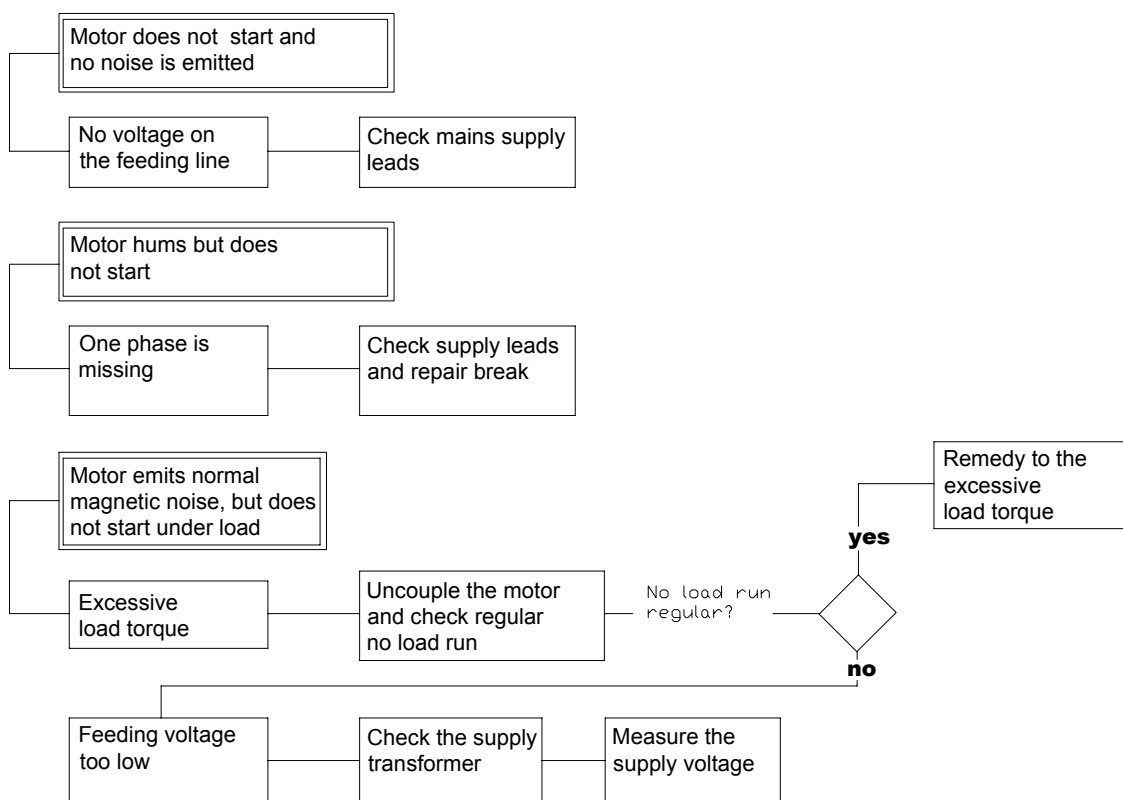 Motor does not start and
no noise is emitted
No voltage on
the feeding line
Check mains supply
leads
Motor hums but does
not start
One phase is
missing
Check supply leads
and repair break
Motor emits normal
magnetic noise, but does
not start under load
Remedy to the
excessive
load torque
yes
Excessive
load torque
Uncouple the motor
and check regular
no load run
No load run
regular?
no
Feeding voltage
too low
Check the supply
transformer
Measure the
supply voltage